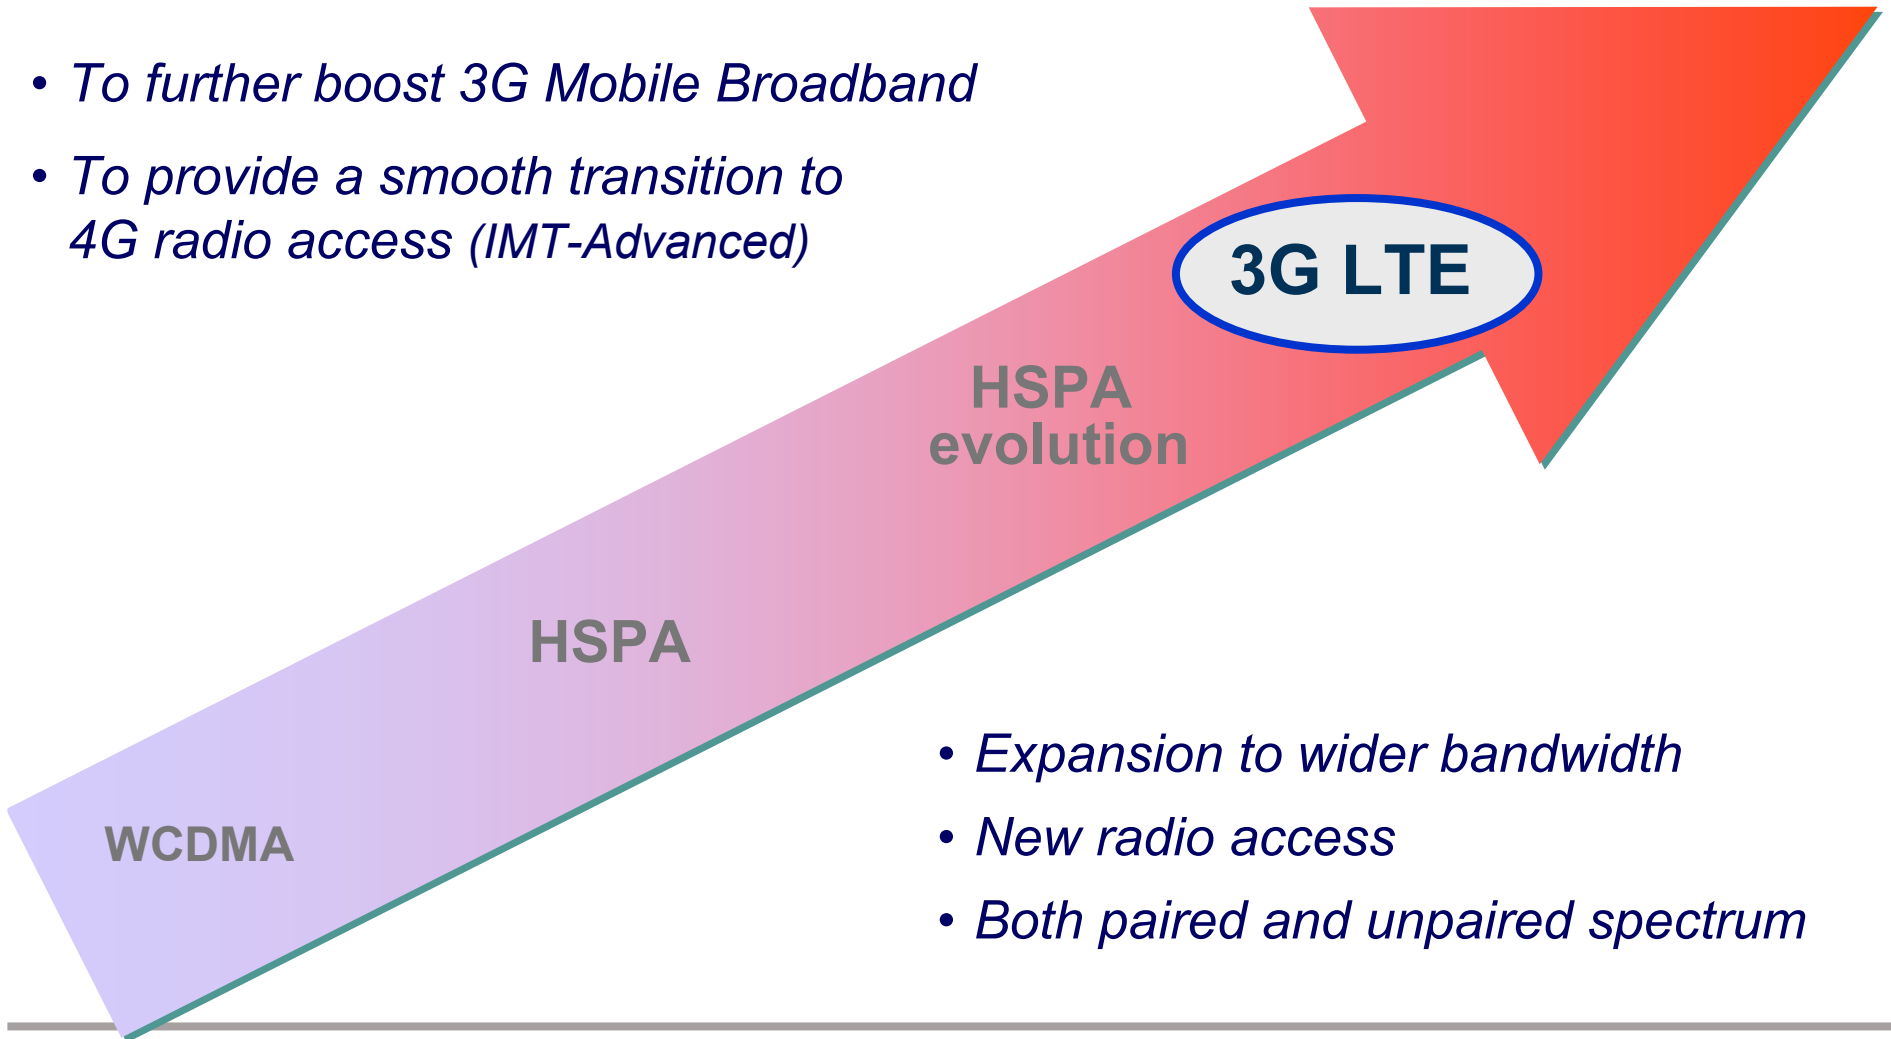 • To further boost 3G Mobile Broadband
• To provide a smooth transition to
4G radio access (IMT-Advanced)
3G LTE
HSPA
evolution
HSPA
WCDMA
• Expansion to wider bandwidth
• New radio access
• Both paired and unpaired spectrum